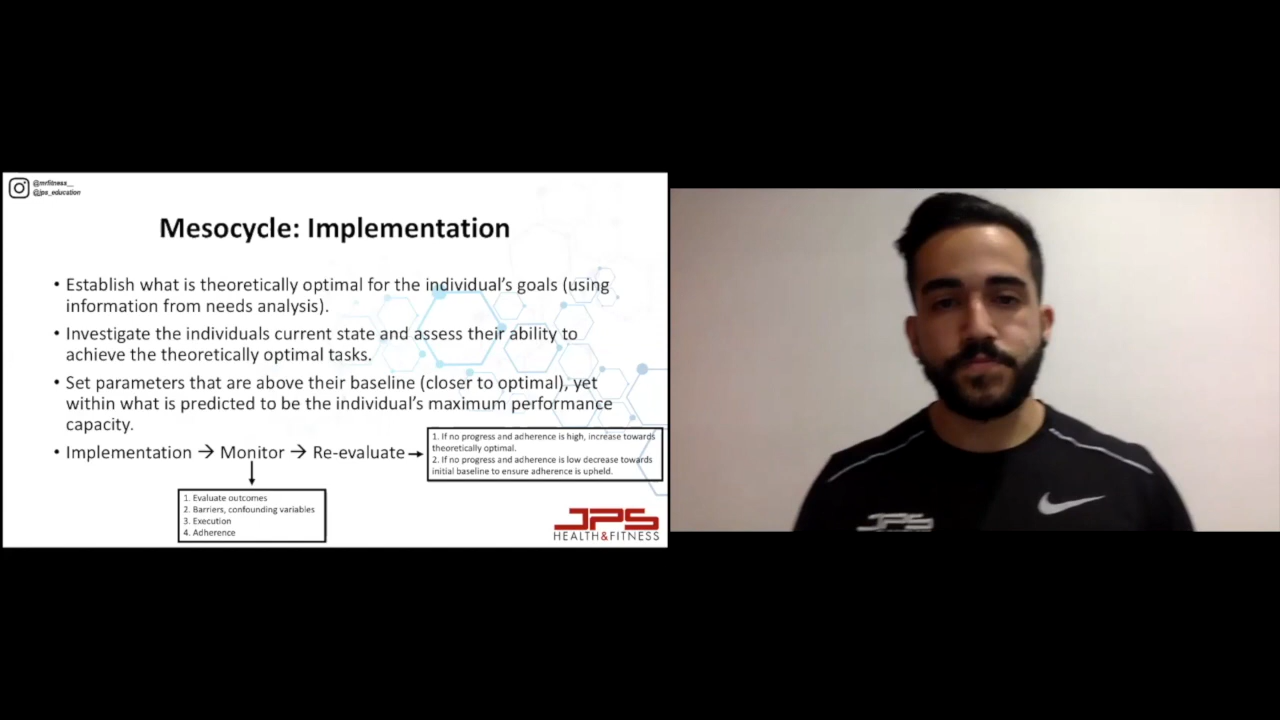 @mrfitness__
@jps_education
Mesocycle: Implementation
• Establish what is theoretically optimal for the individual's goals (using
information from needs analysis).
• Investigate the individuals current state and assess their ability to
achieve the theoretically optimal tasks.
• Set parameters that are above their baseline (closer to optimal), yet
within what is predicted to be the individual's maximum performance
capacity.
• Implementation → Monitor → Re-evaluate →
1. If no progress and adherence is high, increase towards
theoretically optimal.
2. If no progress and adherence is low decrease towards
initial baseline to ensure adherence is upheld.
1. Evaluate outcomes
2. Barriers, confounding variables
3. Execution
4. Adherence
JPS
HEALTH&FITNESS
JPS